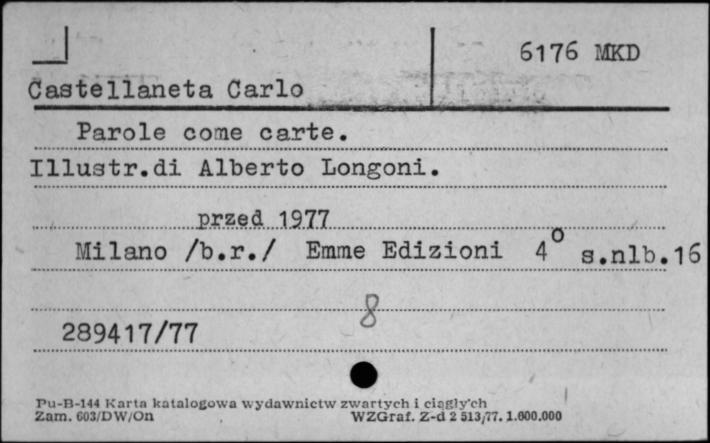 6176 MKD
Castellaneta Carlo
Parole come carte.
Illustr.di Alberto Longoni.
przed 1977
Milano /b.r./ Emme Edizioni 4° s.nlb.16
8
289417/77
Pu-B-144 Karta katalogowa wydawnictw zwartych i ciągłych
Zam. 603/DW/On WZGraf. Z-d 2 513/77. 1.600.000